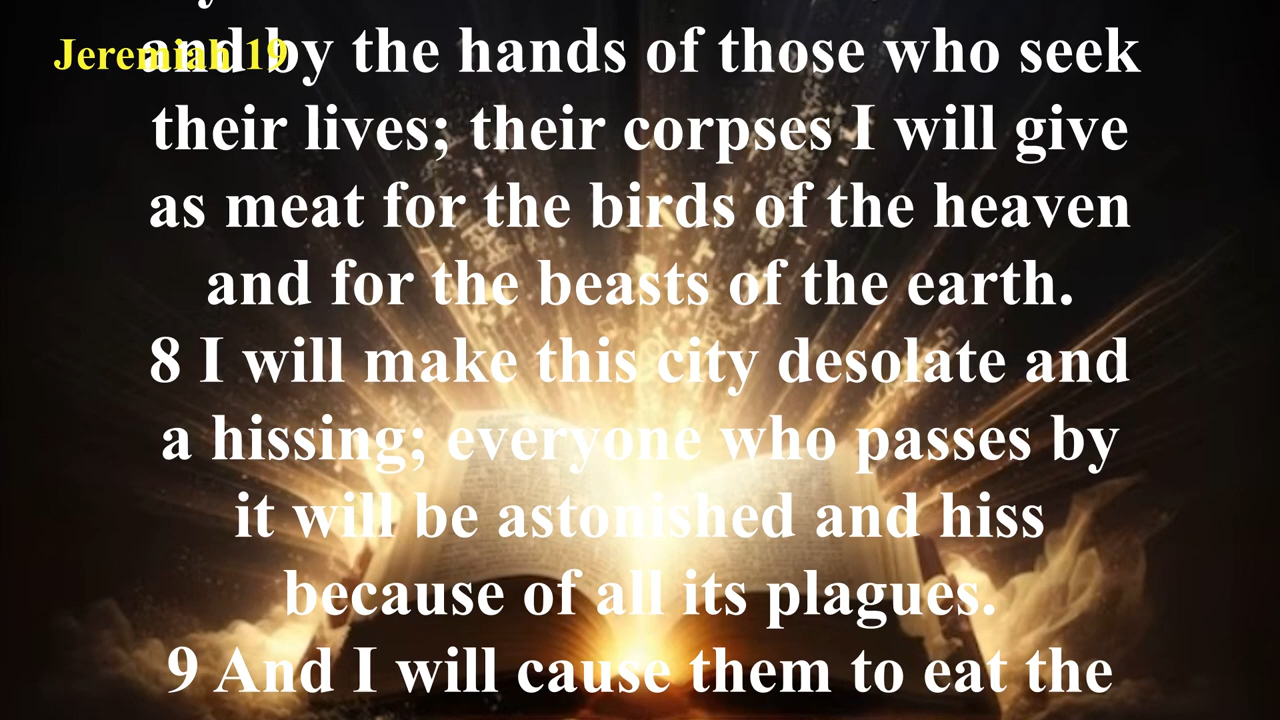 Jeremiah 19
and by the hands of those who seek
their lives; their corpses I will give
as meat for the birds of the heaven
and for the beasts of the earth.
8 I will make this city desolate and
a hissing; everyone who passes by
it will be astonished and hiss
because of all its plagues.
9 And I will cause them to eat the